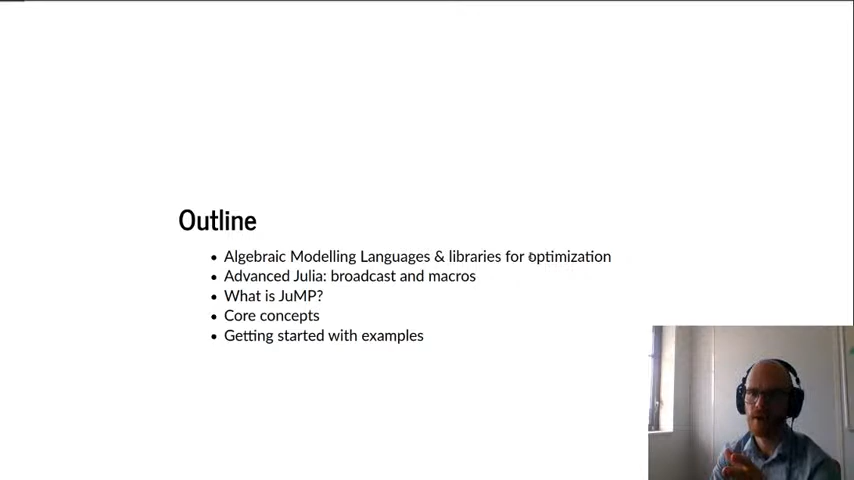 Outline
• Algebraic Modelling Languages & libraries for optimization
• Advanced Julia: broadcast and macros
• What is JuMP?
• Core concepts
• Getting started with examples